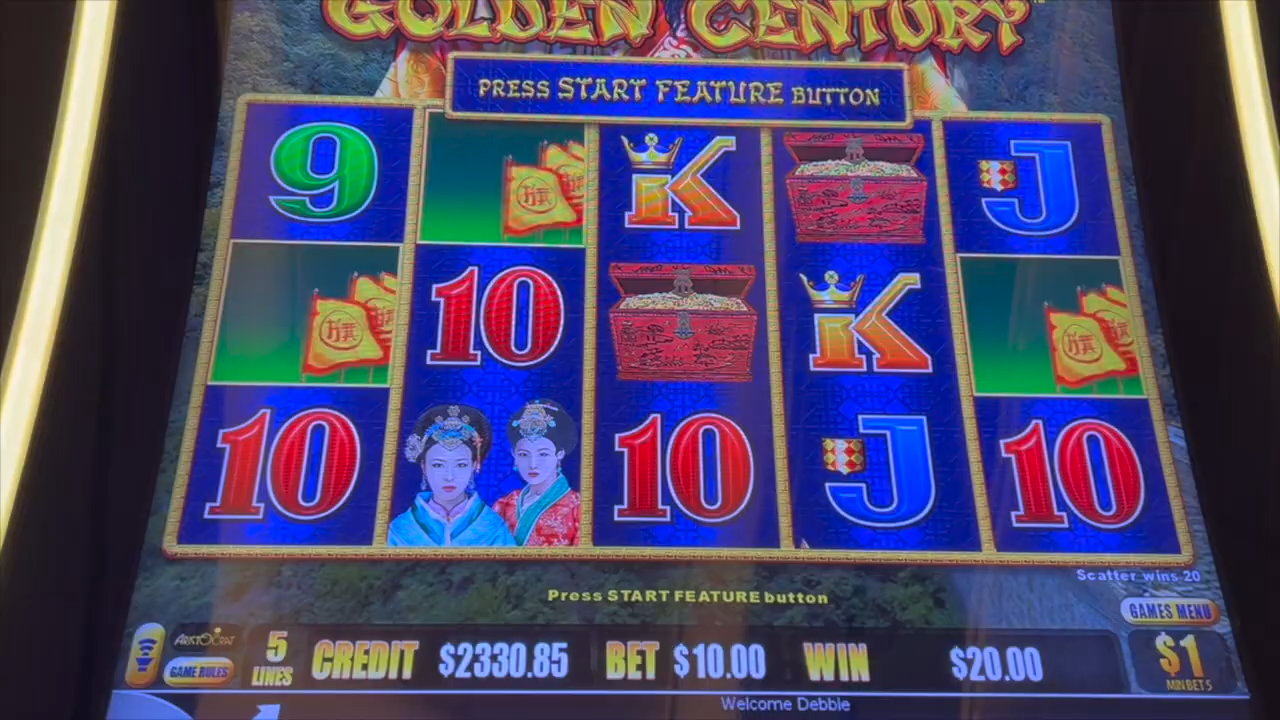 GOLDEN CENTURY
PRESS START FEATURE BUTTON
9 K J
10 K
10 10 J 10
Scatter wins 20
Press START FEATURE button
GAMES MENU
ARISTOCRAT
GAME RULES
5 LINES
CREDIT $2330.85 BET $10.00 WIN $20.00
$1
MIN BET 5
Welcome Debbie